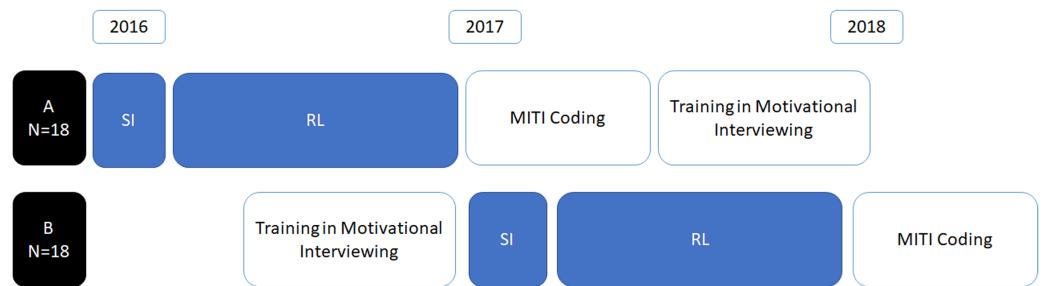 2016
2017
2018
A
N=18
SI
RL
MITI Coding
Training in Motivational
Interviewing
B
N=18
Training in Motivational
Interviewing
SI
RL
MITI Coding